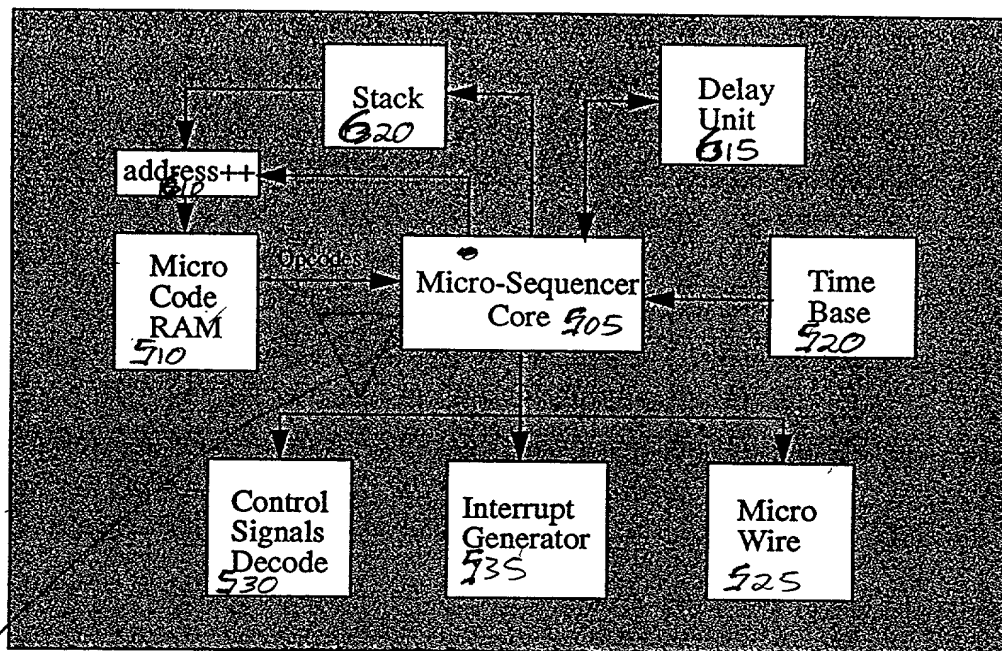 Stack
620
Delay
Unit
615
address++
610
Micro
Code
RAM
510
Opcodes
Micro-Sequencer
Core 505
Time
Base
520
Control
Signals
Decode
530
Interrupt
Generator
535
Micro
Wire
525